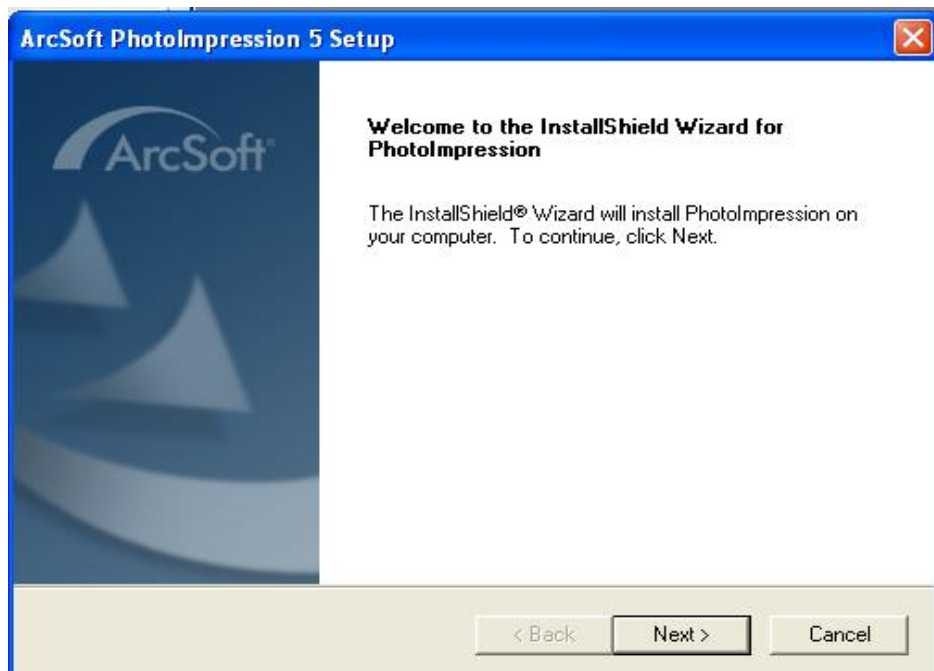 ArcSoft PhotoImpression 5 Setup
ArcSoft®
Welcome to the InstallShield Wizard for
PhotoImpression
The InstallShield® Wizard will install PhotoImpression on
your computer. To continue, click Next.
< Back
Next >
Cancel